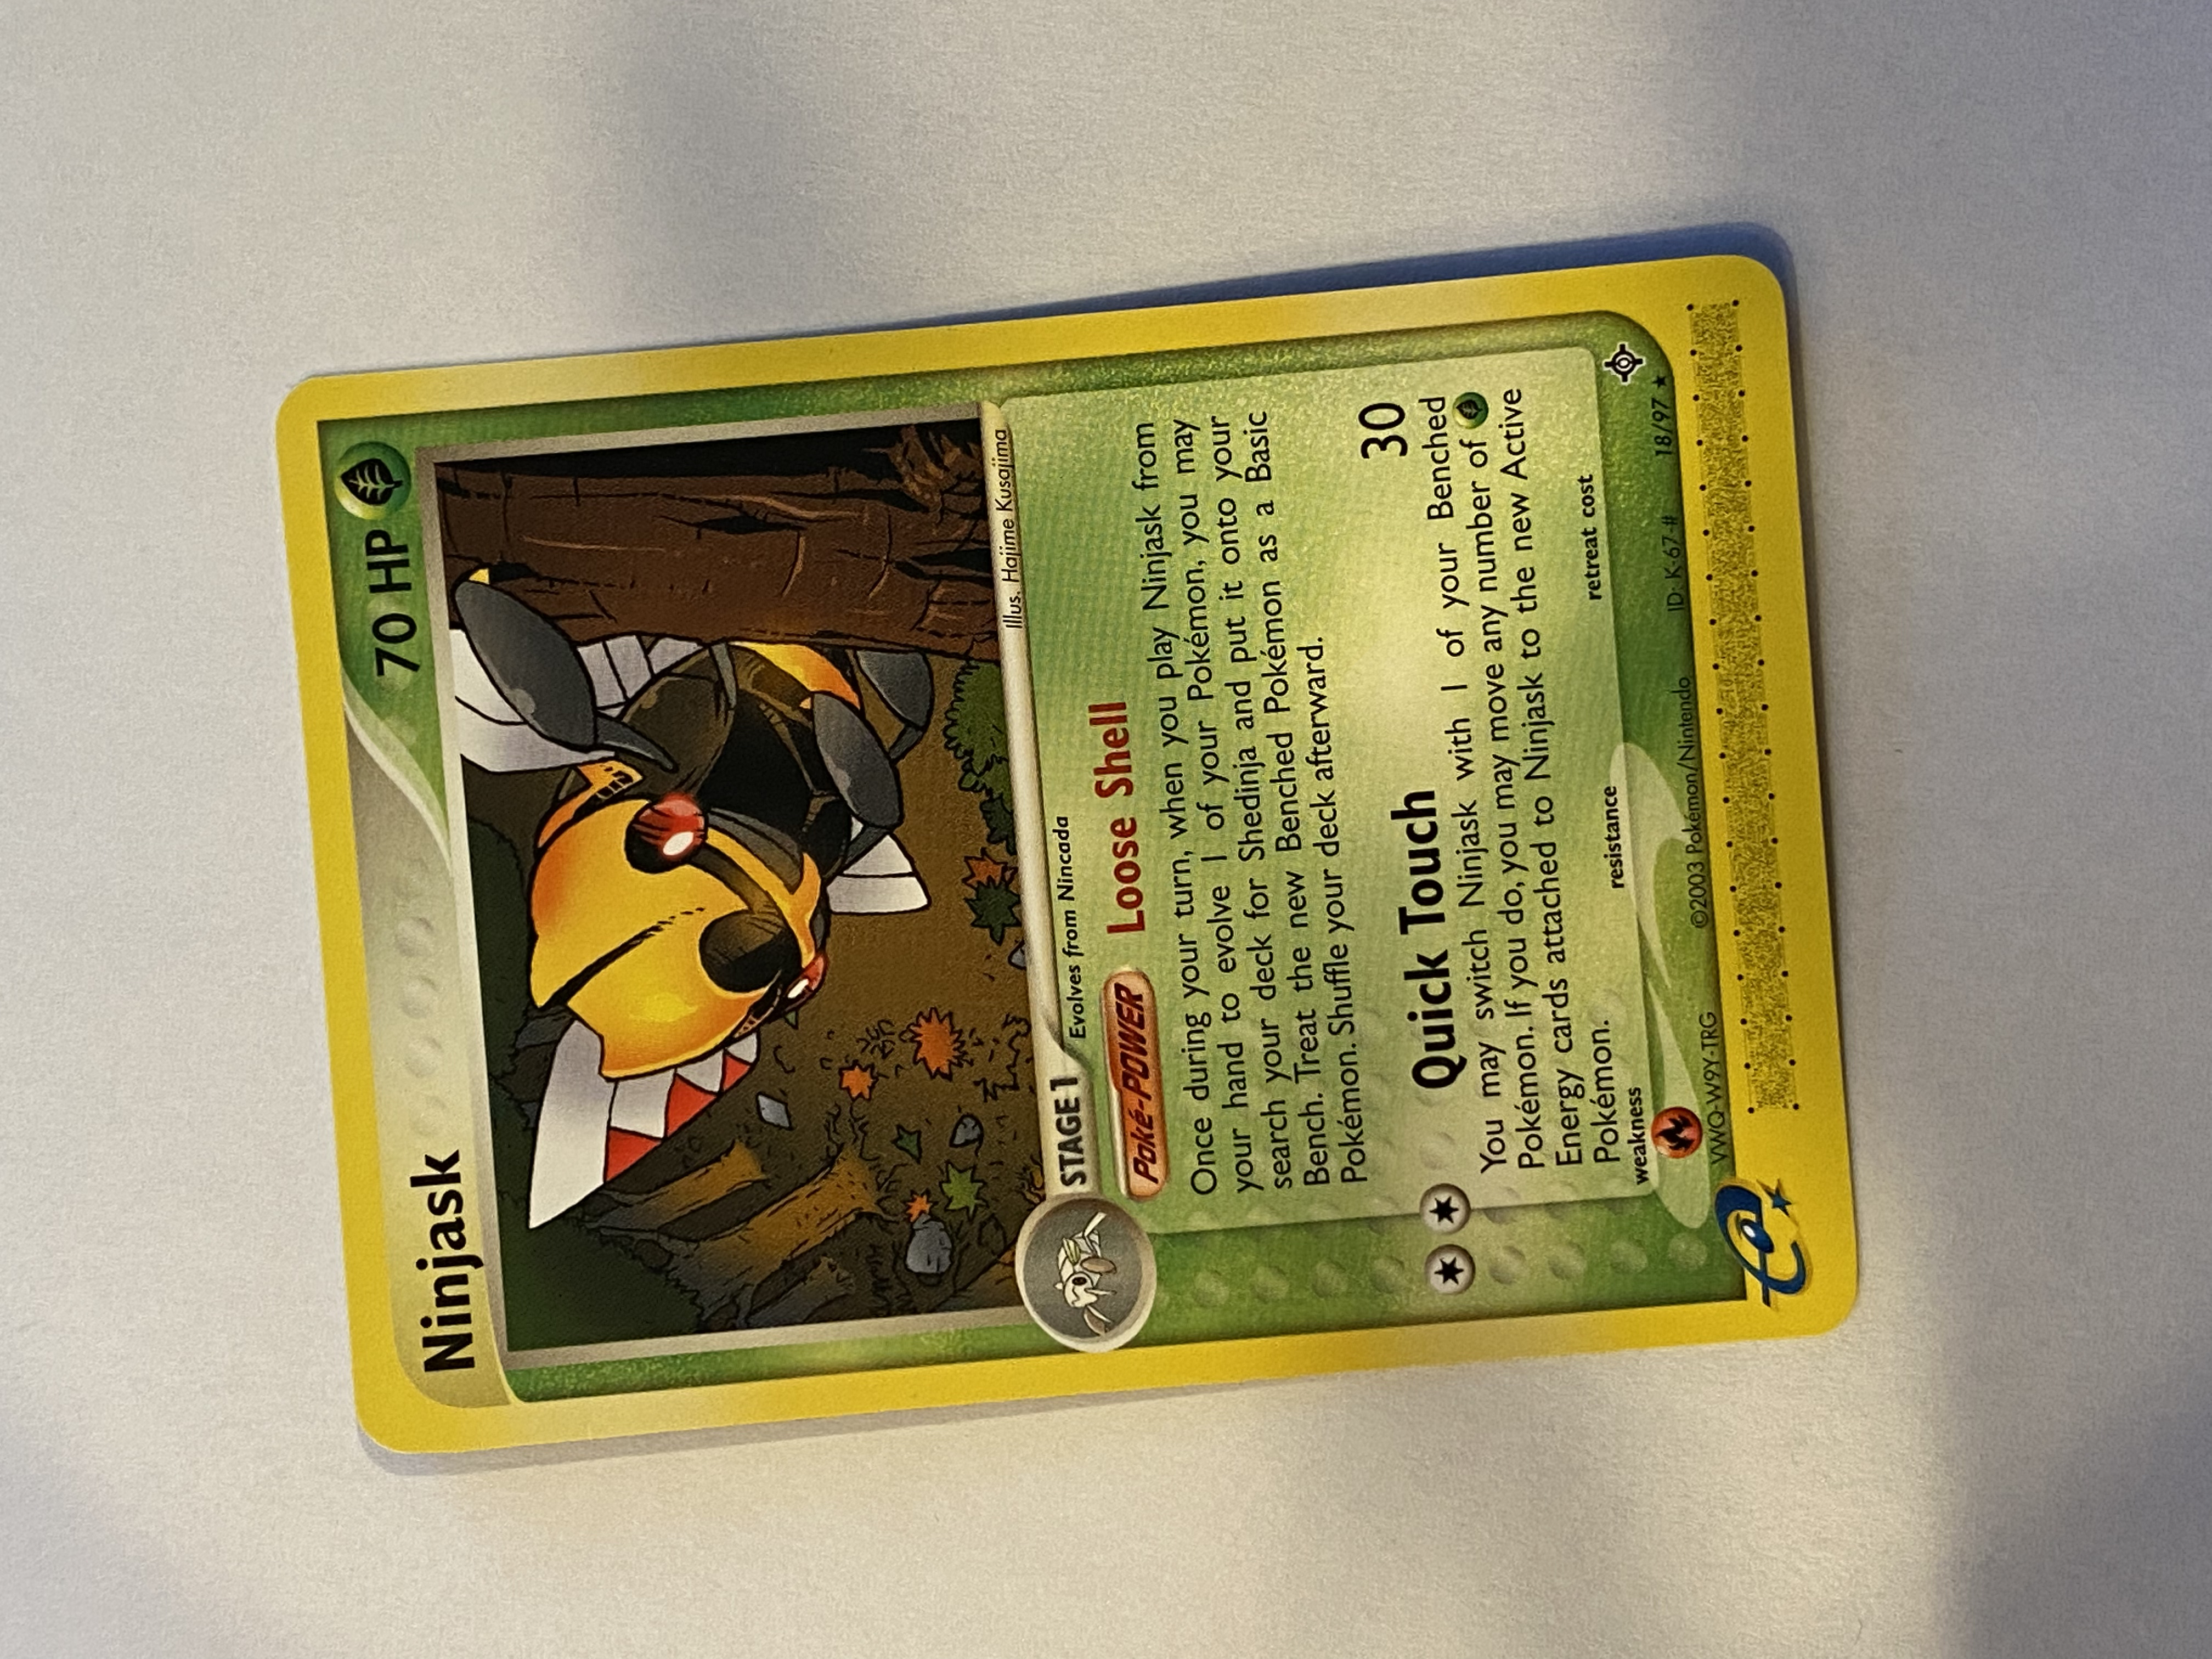 Ninjask
70 HP
Illus. Hajime Kusajima
STAGE 1
Evolves from Nincada
Poké-POWER
Loose Shell
Once during your turn, when you play Ninjask from
your hand to evolve 1 of your Pokémon, you may
search your deck for Shedinja and put it onto your
Bench. Treat the new Benched Pokémon as a Basic
Pokémon. Shuffle your deck afterward.
Quick Touch
30
You may switch Ninjask with 1 of your Benched
Pokémon. If you do, you may move any number of
Energy cards attached to Ninjask to the new Active
Pokémon.
weakness
resistance
retreat cost
VWQ-W9Y-TRG
©2003 Pokémon/Nintendo
ID: K-67-#
18/97 ★
e